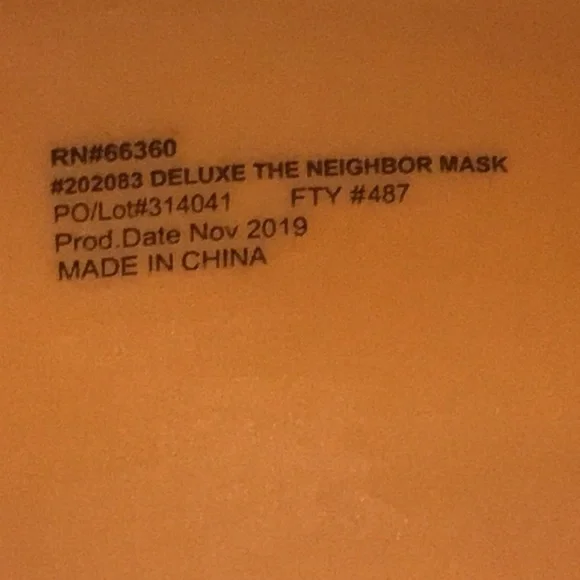 RN#66360
#202083 DELUXE THE NEIGHBOR MASK
PO/Lot#314041 FTY #487
Prod.Date Nov 2019
MADE IN CHINA